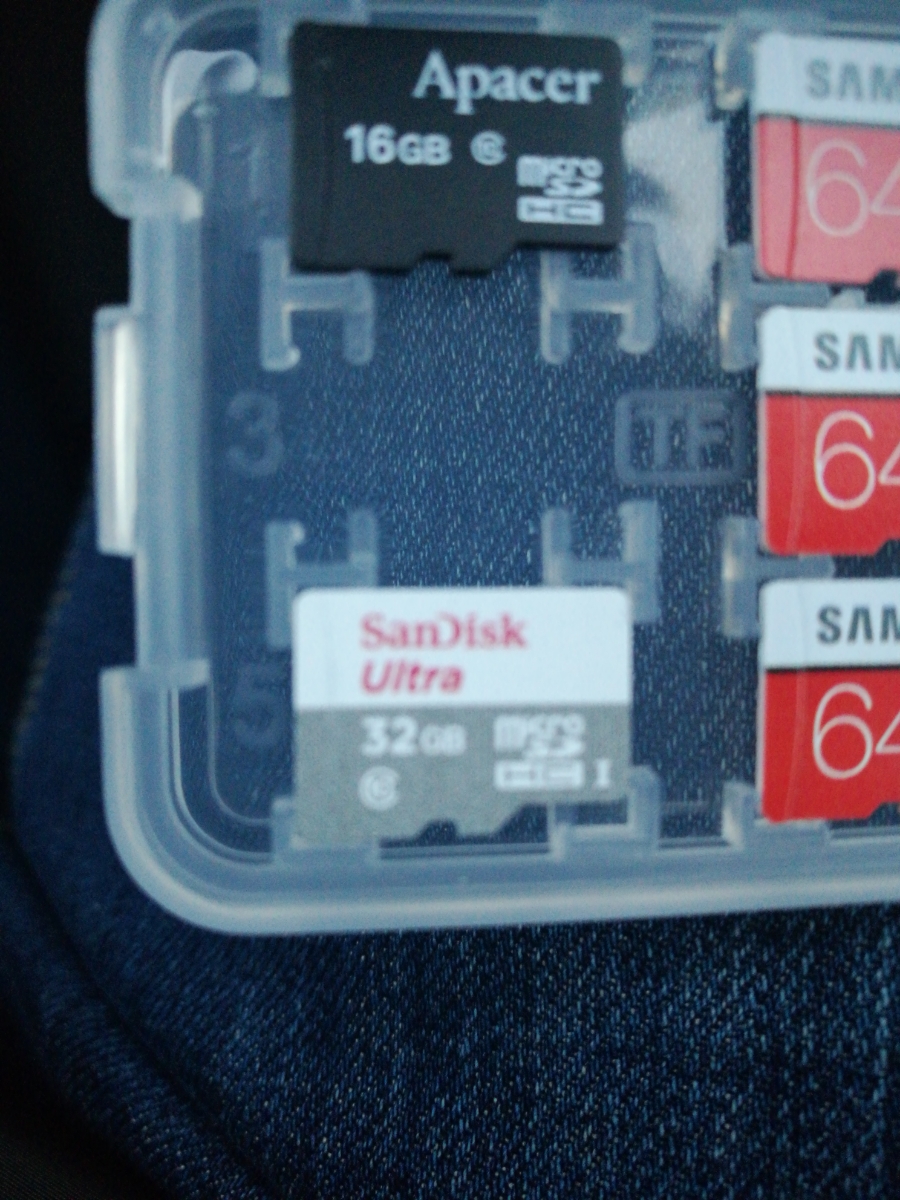 Apacer
16GB
micro
SD
HC
SAM
64
3
TF
SAM
64
SanDisk
Ultra
32GB
micro
SD
HC I
5
SAM
64